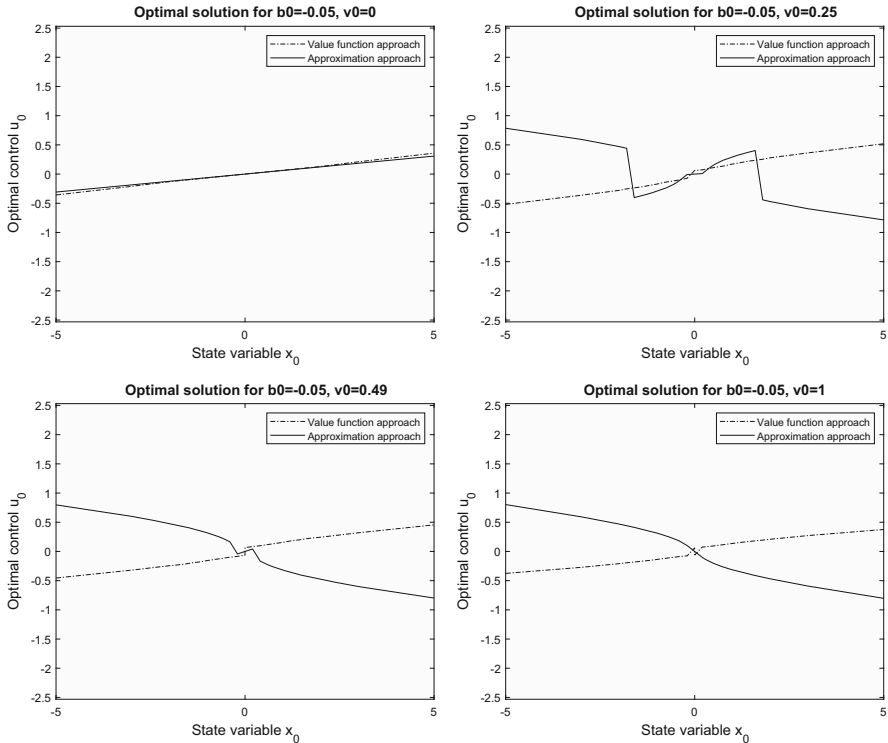 Optimal solution for b0=-0.05, v0=0
2.5
2
1.5
1
0.5
0
-0.5
-1
-1.5
-2
-2.5
Optimal control u0
-5
0
5
State variable x0
Value function approach
Approximation approach
Optimal solution for b0=-0.05, v0=0.25
2.5
2
1.5
1
0.5
0
-0.5
-1
-1.5
-2
-2.5
Optimal control u0
-5
0
5
State variable x0
Value function approach
Approximation approach
Optimal solution for b0=-0.05, v0=0.49
2.5
2
1.5
1
0.5
0
-0.5
-1
-1.5
-2
-2.5
Optimal control u0
-5
0
5
State variable x0
Value function approach
Approximation approach
Optimal solution for b0=-0.05, v0=1
2.5
2
1.5
1
0.5
0
-0.5
-1
-1.5
-2
-2.5
Optimal control u0
-5
0
5
State variable x0
Value function approach
Approximation approach